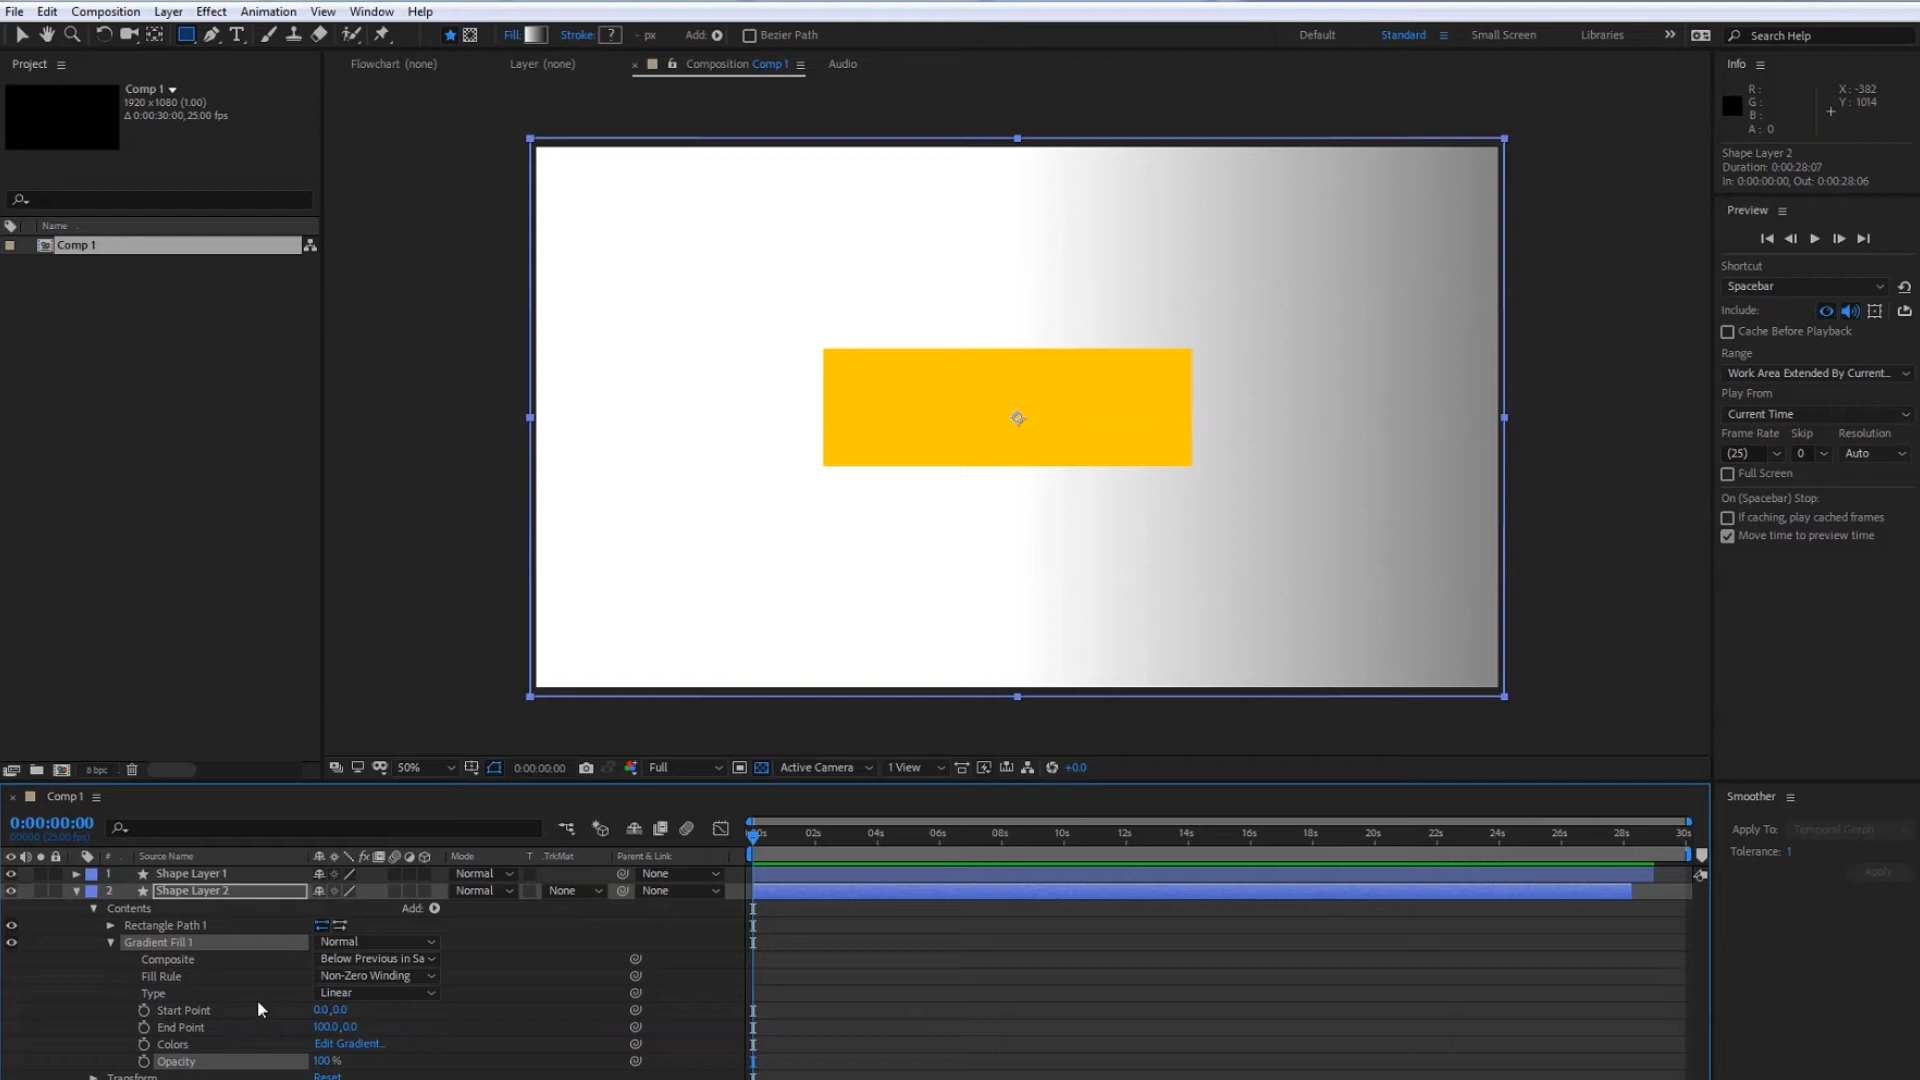 File Edit Composition Layer Effect Animation View Window Help
Fill: Stroke: ? - px Add: Bezier Path Default Standard Small Screen Libraries Search Help
Project Flowchart (none) Layer (none) Composition Comp 1 Audio Info
Comp 1
1920 x1080 (1.00)
Δ 0:00:30:00, 25.00 fps
R:
G:
B:
A: 0
X: -382
Y: 1014
Shape Layer 2
Duration: 0:00:28:07
In: 0:00:00:00, Out: 0:00:28:06
Preview
Name
Comp 1
Shortcut
Spacebar
Include:
Cache Before Playback
Range
Work Area Extended By Current...
Play From
Current Time
Frame Rate Skip Resolution
(25) 0 Auto
Full Screen
On (Spacebar) Stop:
If caching, play cached frames
Move time to preview time
8 bpc 50% 0:00:00:00 Full Active Camera 1 View +0.0
Comp 1 Smoother
0:00:00:00
00000 (25.00 fps)
02s 04s 06s 08s 10s 12s 14s 16s 18s 20s 22s 24s 26s 28s 30s
Apply To: Temporal Graph
Tolerance: 1
Apply
# Source Name fx Mode T .TrkMat Parent & Link
1 Shape Layer 1 Normal None
2 Shape Layer 2 Normal None None
Contents Add:
Rectangle Path 1
Gradient Fill 1 Normal
Composite Below Previous in Sa
Fill Rule Non-Zero Winding
Type Linear
Start Point 0.0,0.0
End Point 100.0,0.0
Colors Edit Gradient...
Opacity 100 %
Transform Reset